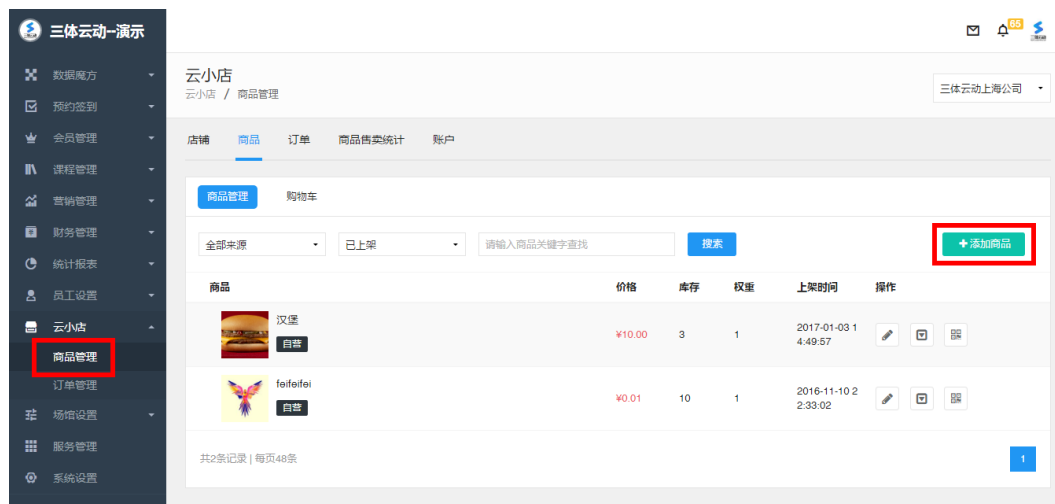 三体云动--演示
65
数据魔方
预约签到
会员管理
课程管理
营销管理
财务管理
统计报表
员工设置
云小店
商品管理
订单管理
场馆设置
服务管理
系统设置
云小店
云小店 / 商品管理
三体云动上海公司
店铺 商品 订单 商品售卖统计 账户
商品管理 购物车
全部来源 已上架 请输入商品关键字查找 搜索 添加商品
商品 价格 库存 权重 上架时间 操作
汉堡
自营
¥10.00 3 1 2017-01-03 1
4:49:57
feifeifei
自营
¥0.01 10 1 2016-11-10 2
2:33:02
共2条记录 | 每页48条
1